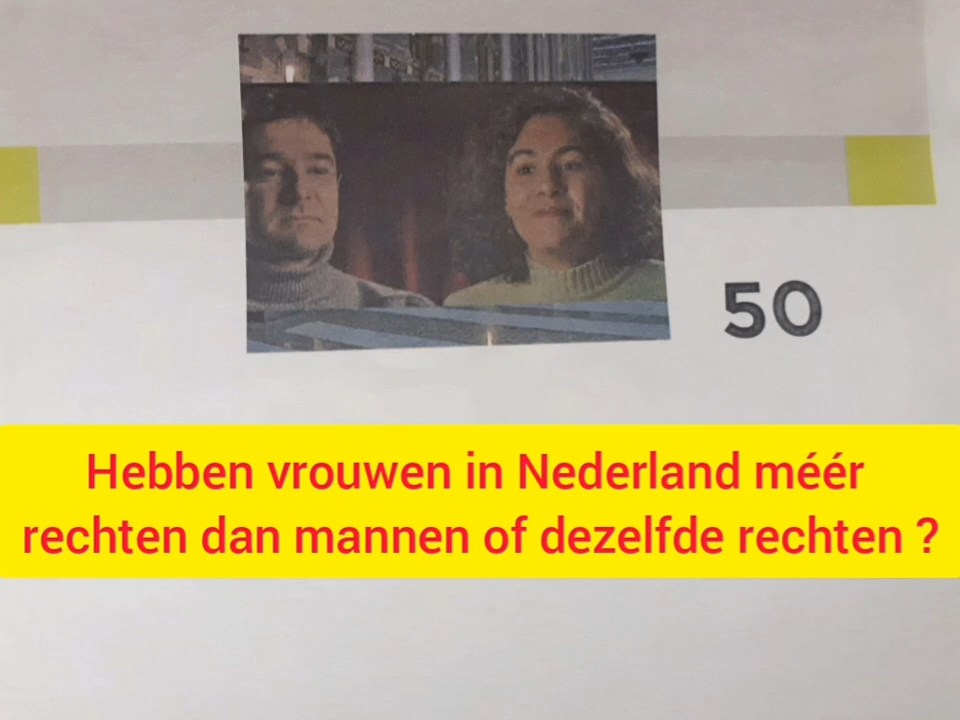 50
Hebben vrouwen in Nederland méér
rechten dan mannen of dezelfde rechten ?